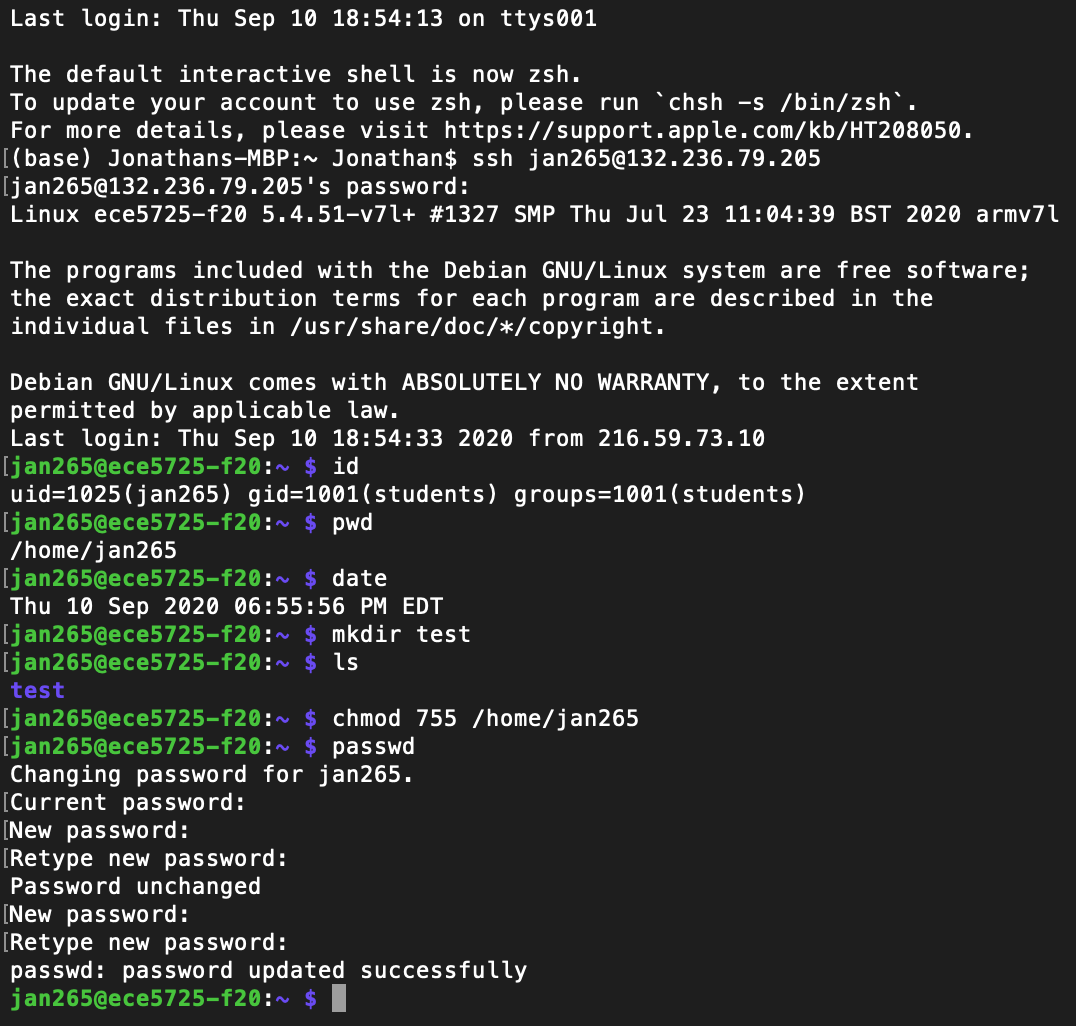 Last login: Thu Sep 10 18:54:13 on ttys001
The default interactive shell is now zsh.
To update your account to use zsh, please run `chsh -s /bin/zsh`.
For more details, please visit https://support.apple.com/kb/HT208050.
[(base) Jonathans-MBP:~ Jonathan$ ssh jan265@132.236.79.205
[jan265@132.236.79.205's password:
Linux ece5725-f20 5.4.51-v7l+ #1327 SMP Thu Jul 23 11:04:39 BST 2020 armv7l
The programs included with the Debian GNU/Linux system are free software;
the exact distribution terms for each program are described in the
individual files in /usr/share/doc/*/copyright.
Debian GNU/Linux comes with ABSOLUTELY NO WARRANTY, to the extent
permitted by applicable law.
Last login: Thu Sep 10 18:54:33 2020 from 216.59.73.10
[jan265@ece5725-f20:~ $ id
uid=1025(jan265) gid=1001(students) groups=1001(students)
[jan265@ece5725-f20:~ $ pwd
/home/jan265
[jan265@ece5725-f20:~ $ date
Thu 10 Sep 2020 06:55:56 PM EDT
[jan265@ece5725-f20:~ $ mkdir test
[jan265@ece5725-f20:~ $ ls
test
[jan265@ece5725-f20:~ $ chmod 755 /home/jan265
[jan265@ece5725-f20:~ $ passwd
Changing password for jan265.
[Current password:
[New password:
[Retype new password:
Password unchanged
[New password:
[Retype new password:
passwd: password updated successfully
jan265@ece5725-f20:~ $